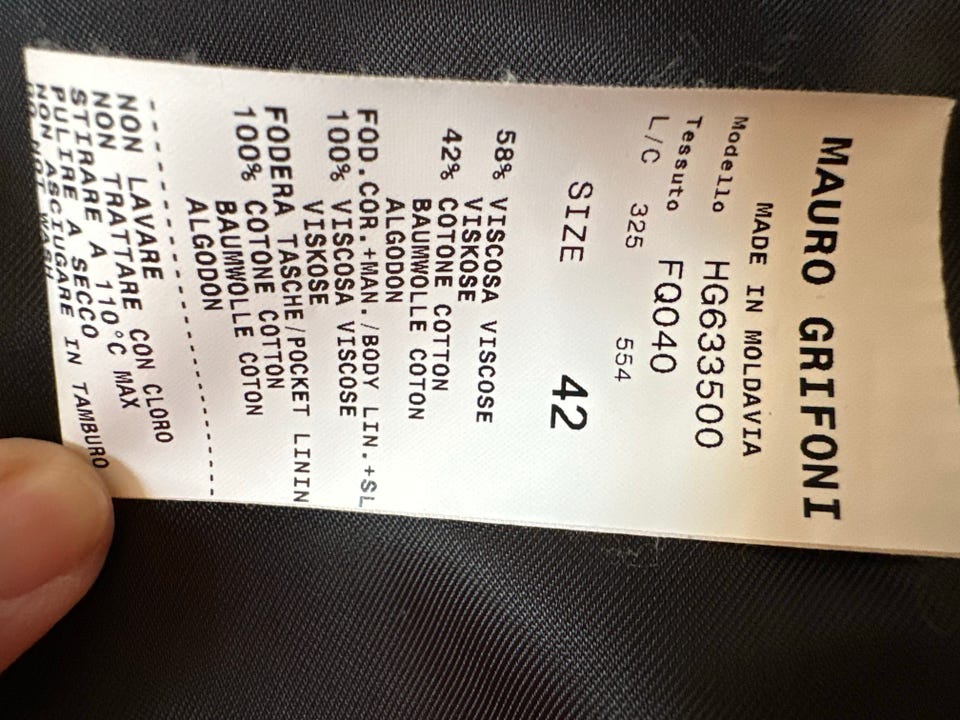 MAURO GRIFONI
MADE IN MOLDAVIA
Modello HG633500
Tessuto FQ040
L/C 325 554
SIZE 42
58% VISCOSA VISCOSE
VISKOSE
42% COTONE COTTON
BAUMWOLLE COTON
ALGODON
FOD.COR.+MAN./BODY LIN.+SL
100% VISCOSA VISCOSE
VISKOSE
FODERA TASCHE/POCKET LININ
100% COTONE COTTON
BAUMWOLLE COTON
ALGODON
--------------------------
NON LAVARE CON CLORO
NON TRATTARE
STIRARE A 110°C MAX
PULIRE A SECCO
NON ASCIUGARE IN TAMBURO
DO NOT WASH